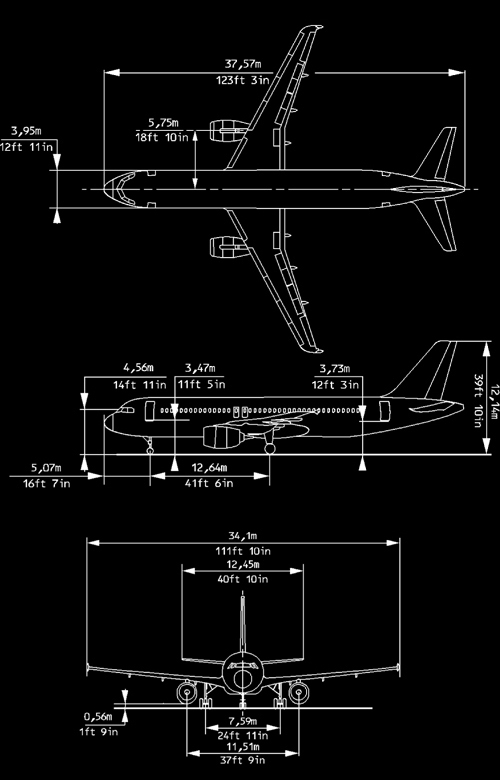 37,57m
123ft 3in
5,75m
18ft 10in
3,95m
12ft 11in
4,56m
14ft 11in
3,47m
11ft 5in
3,73m
12ft 3in
12,14m
39ft 10in
5,07m
16ft 7in
12,64m
41ft 6in
34,1m
111ft 10in
12,45m
40ft 10in
0,56m
1ft 9in
7,59m
24ft 11in
11,51m
37ft 9in